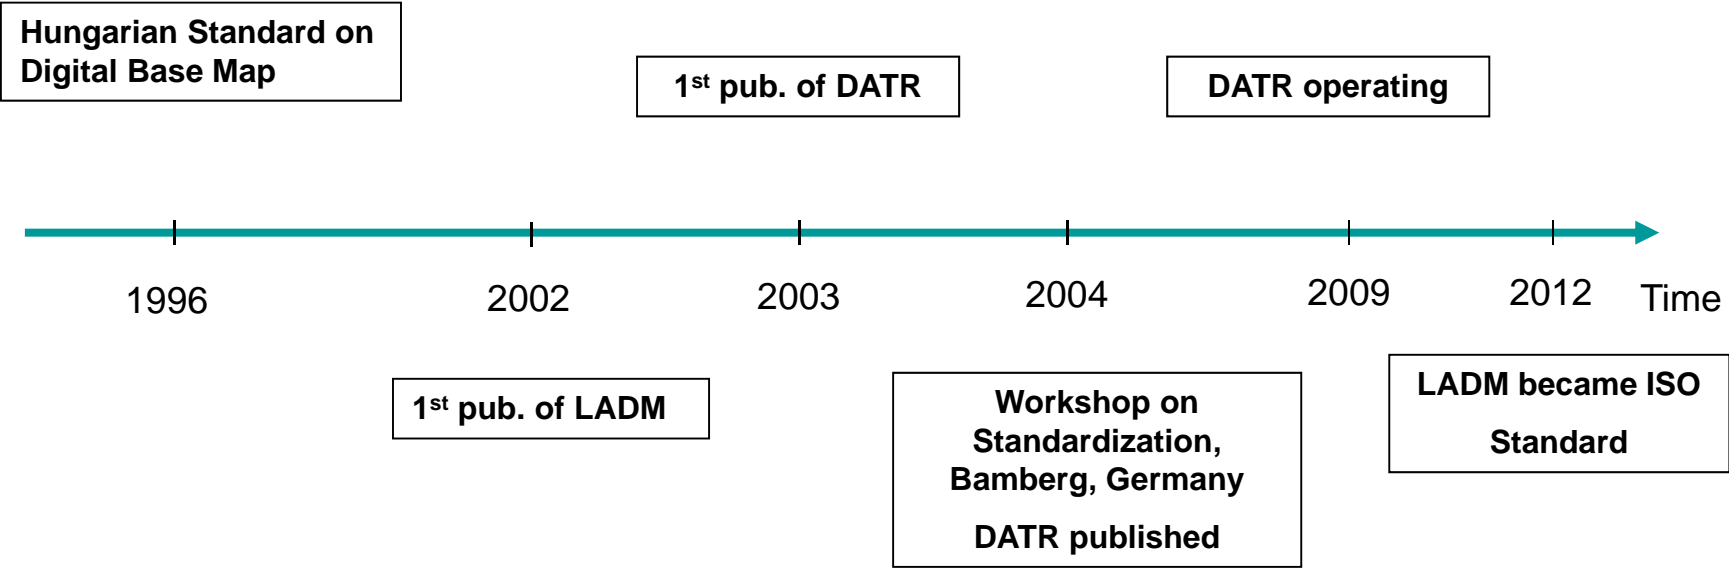 Hungarian Standard on
Digital Base Map
1st pub. of DATR
DATR operating
1996
2002
2003
2004
2009
2012
Time
1st pub. of LADM
Workshop on
Standardization,
Bamberg, Germany
DATR published
LADM became ISO
Standard